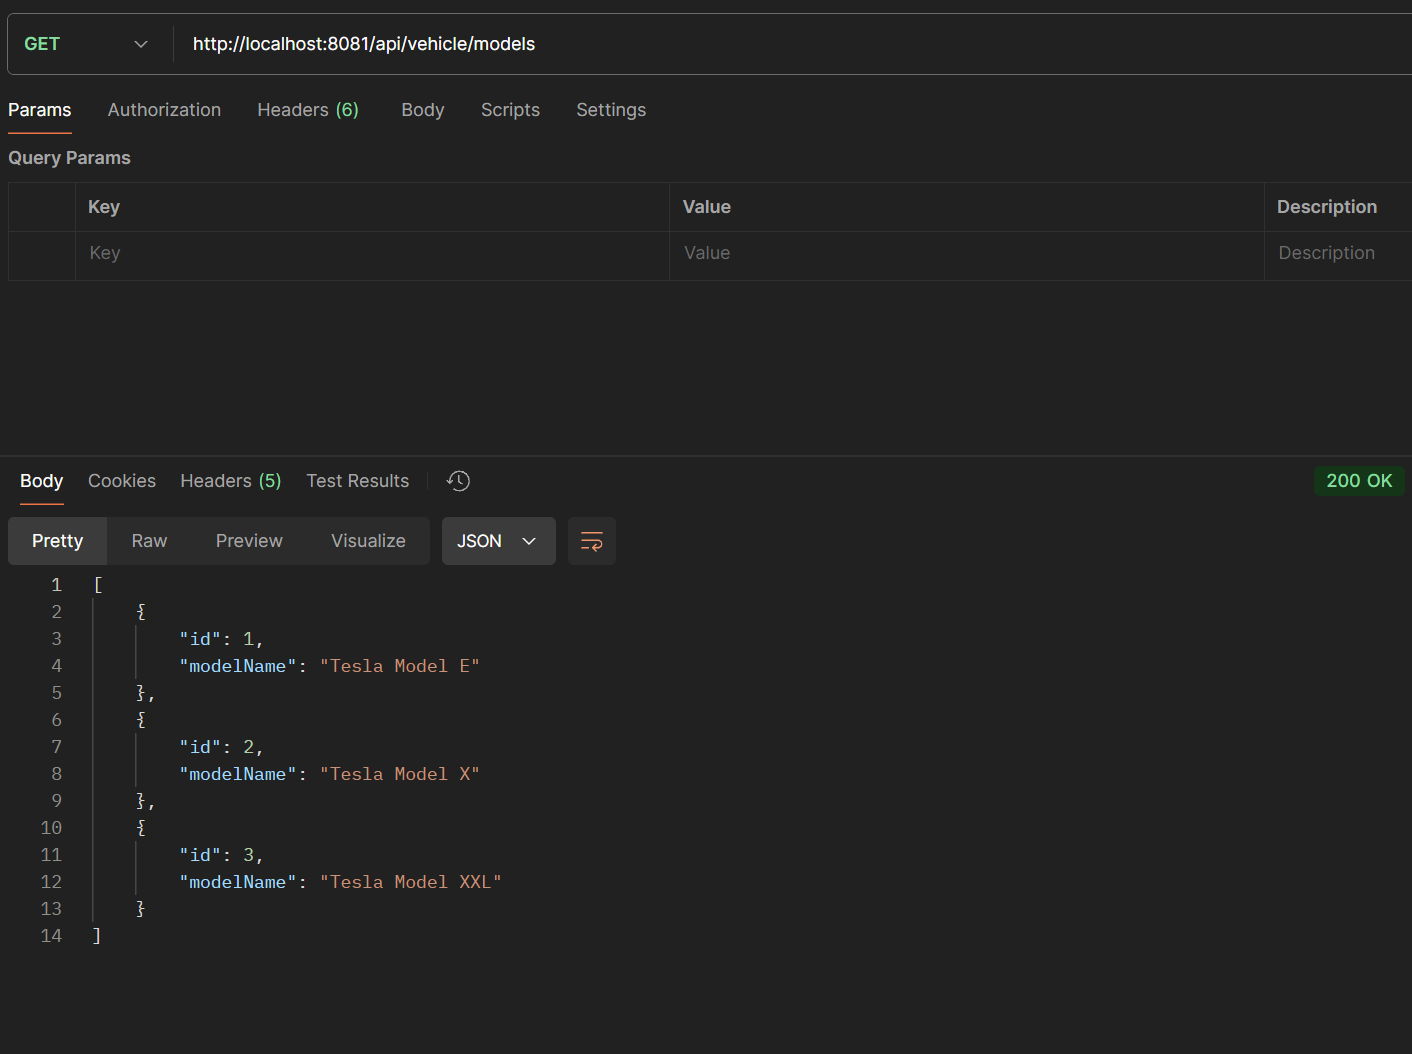 GET http://localhost:8081/api/vehicle/models
Params Authorization Headers (6) Body Scripts Settings
Query Params
Key Value Description
Key Value Description
Body Cookies Headers (5) Test Results 200 OK
Pretty Raw Preview Visualize JSON
1 [
2 {
3 "id": 1,
4 "modelName": "Tesla Model E"
5 },
6 {
7 "id": 2,
8 "modelName": "Tesla Model X"
9 },
10 {
11 "id": 3,
12 "modelName": "Tesla Model XXL"
13 }
14 ]